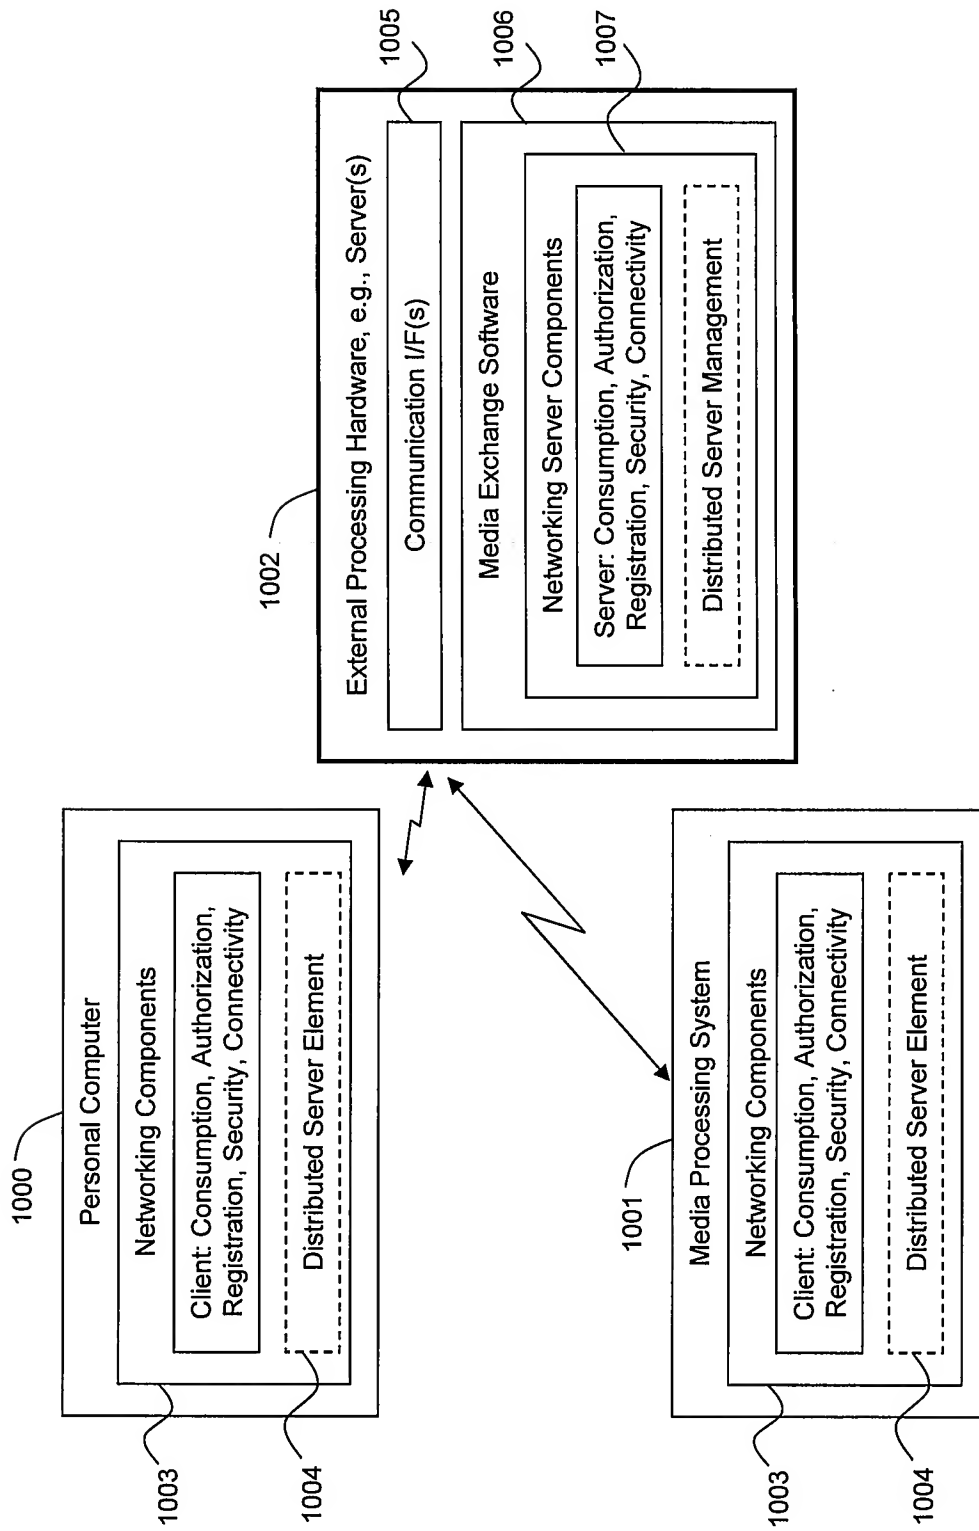 1000
Personal Computer
Networking Components
Client: Consumption, Authorization,
Registration, Security, Connectivity
Distributed Server Element
1003
1004
1001
Media Processing System
Networking Components
Client: Consumption, Authorization,
Registration, Security, Connectivity
Distributed Server Element
1003
1004
1002
External Processing Hardware, e.g., Server(s)
Communication I/F(s)
1005
Media Exchange Software
1006
Networking Server Components
1007
Server: Consumption, Authorization,
Registration, Security, Connectivity
Distributed Server Management